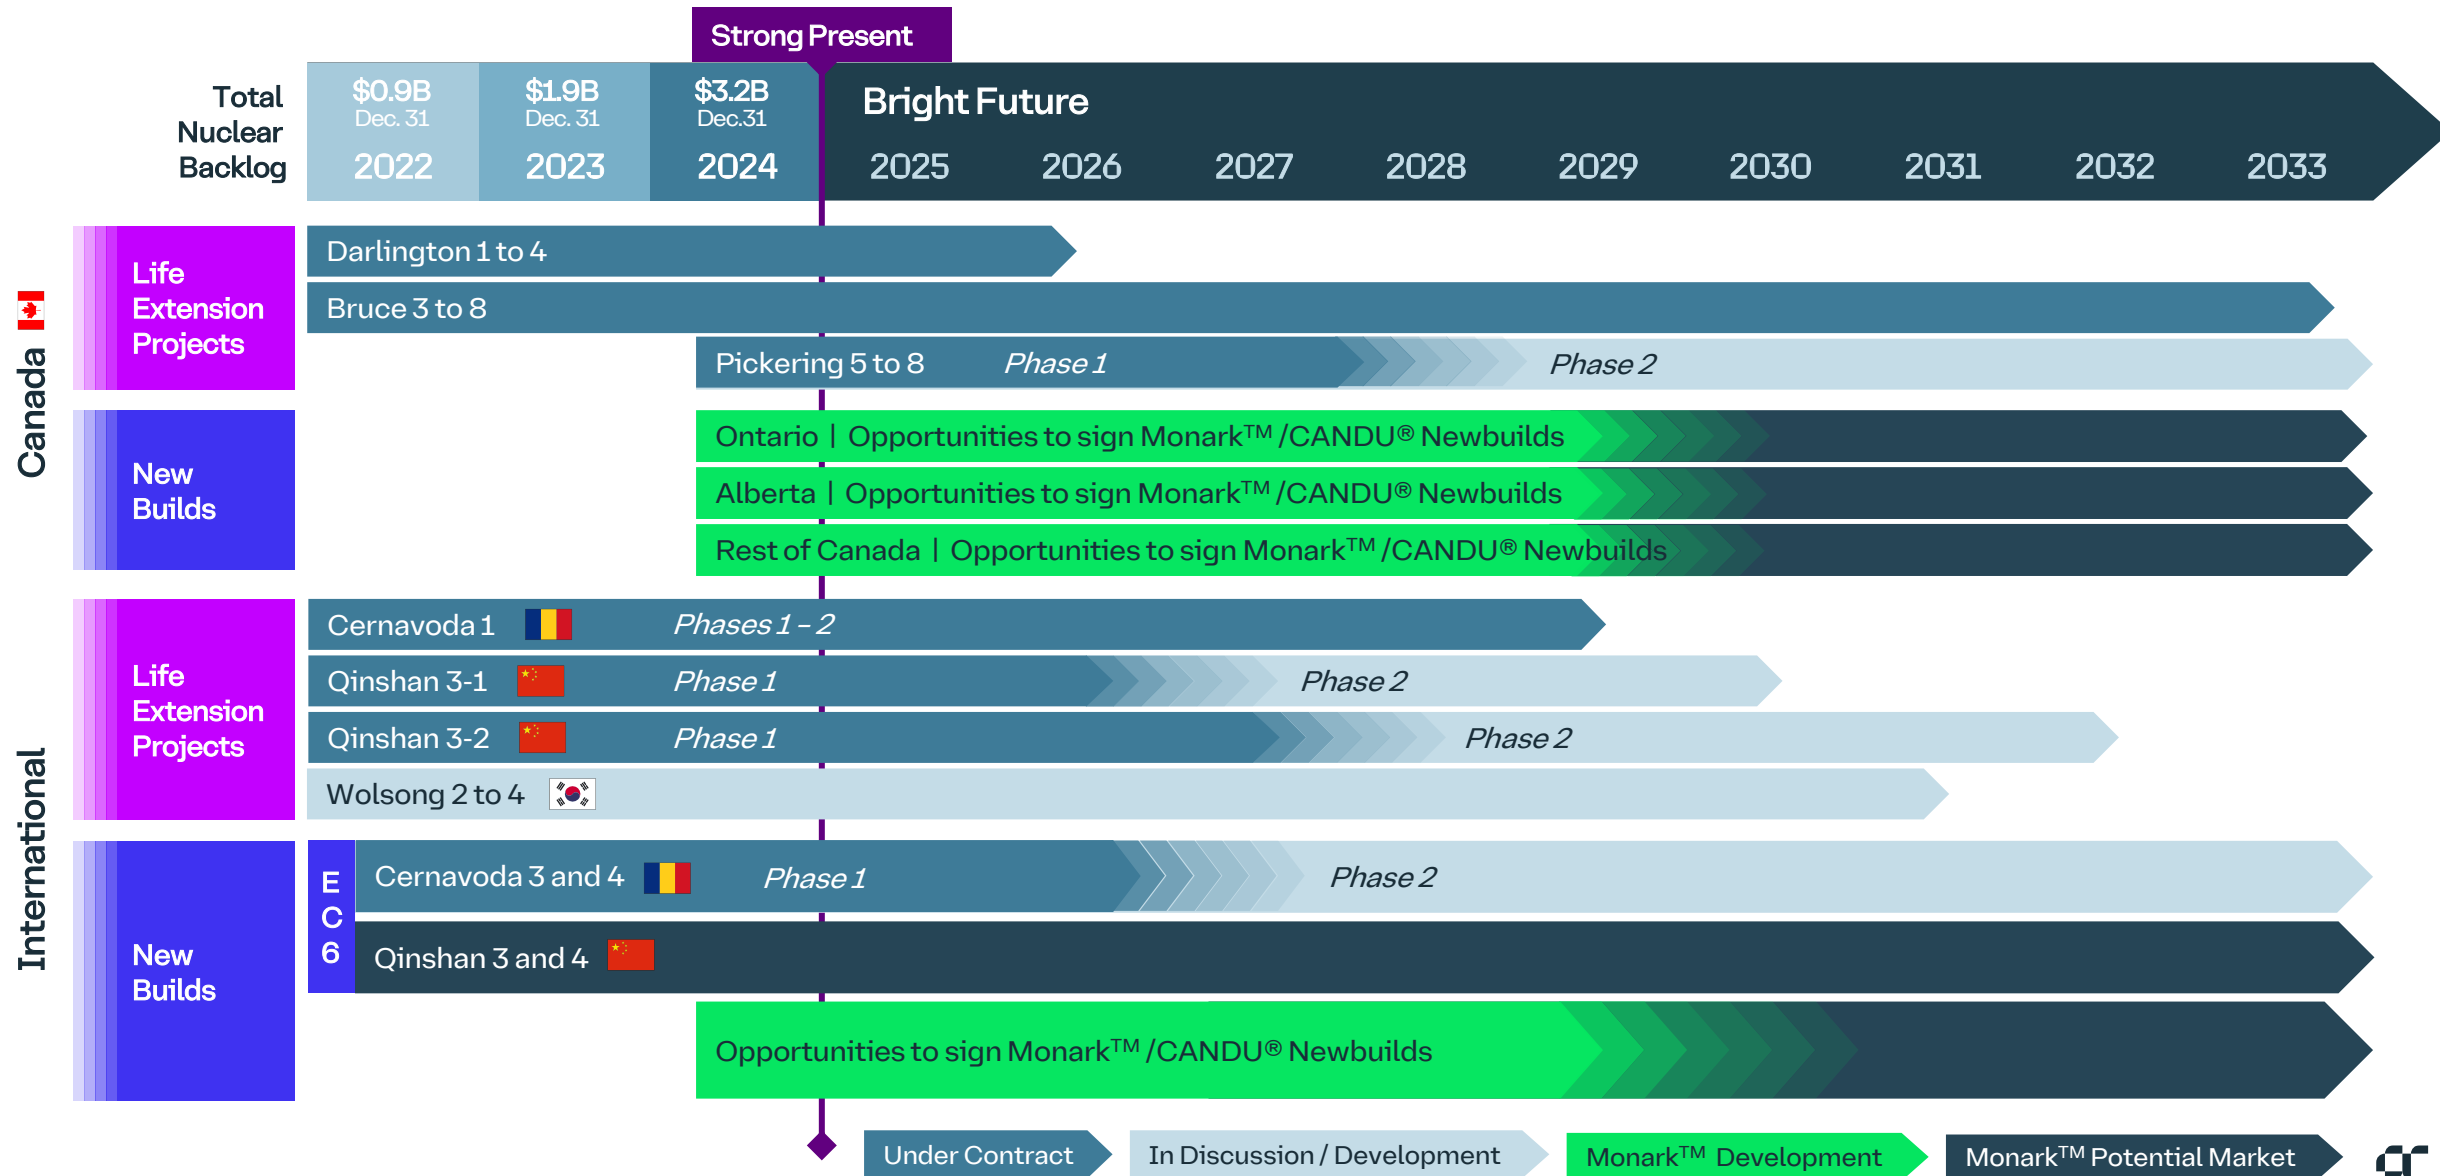 Strong Present
Total
Nuclear
Backlog
$0.9B
Dec. 31
2022
$1.9B
Dec. 31
2023
$3.2B
Dec.31
2024
Bright Future
2025 2026 2027 2028 2029 2030 2031 2032 2033
Canada
Life
Extension
Projects
Darlington 1 to 4
Bruce 3 to 8
Pickering 5 to 8 Phase 1 Phase 2
New
Builds
Ontario | Opportunities to sign Monark™ /CANDU® Newbuilds
Alberta | Opportunities to sign Monark™ /CANDU® Newbuilds
Rest of Canada | Opportunities to sign Monark™ /CANDU® Newbuilds
International
Life
Extension
Projects
Cernavoda 1 Phases 1 – 2
Qinshan 3-1 Phase 1 Phase 2
Qinshan 3-2 Phase 1 Phase 2
Wolsong 2 to 4
New
Builds
E
C
6
Cernavoda 3 and 4 Phase 1 Phase 2
Qinshan 3 and 4
Opportunities to sign Monark™ /CANDU® Newbuilds
Under Contract
In Discussion / Development
Monark™ Development
Monark™ Potential Market